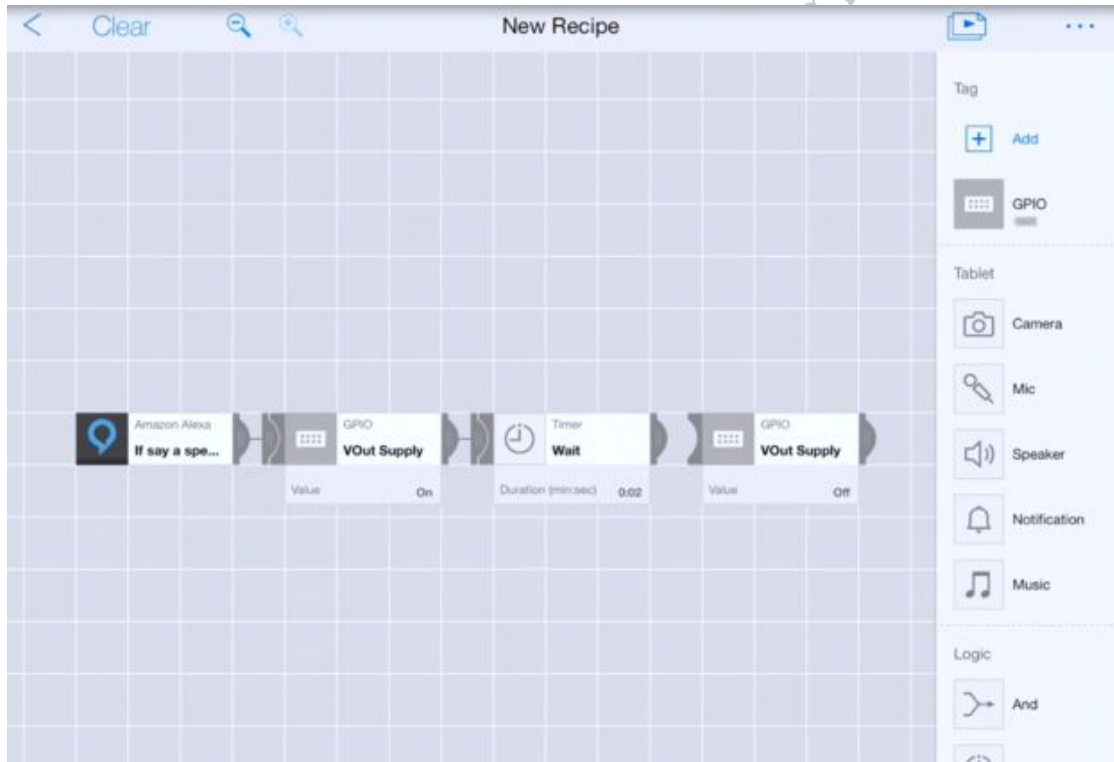 Clear
New Recipe
Tag
Add
GPIO
Tablet
Camera
Mic
Speaker
Notification
Music
Logic
And
Amazon Alexa
If say a spe...
GPIO
VOut Supply
Value On
Timer
Wait
Duration (min:sec) 0:02
GPIO
VOut Supply
Value Off